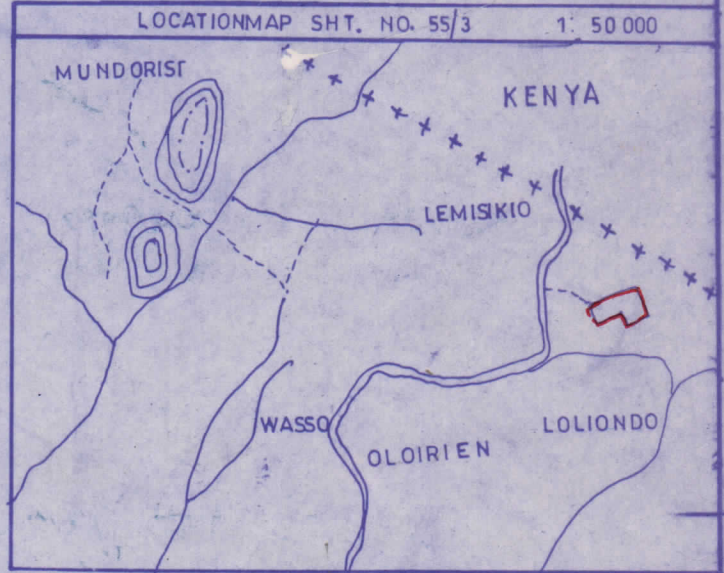 LOCATIONMAP SHT. NO. 55/3 1: 50 000
MUNDORISI
KENYA
LEMISIKIO
WASSO
OLOIRIEN
LOLIONDO